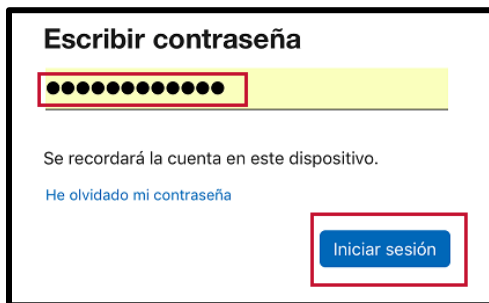 Escribir contraseña
●●●●●●●●●●●●
Se recordará la cuenta en este dispositivo.
He olvidado mi contraseña
Iniciar sesión